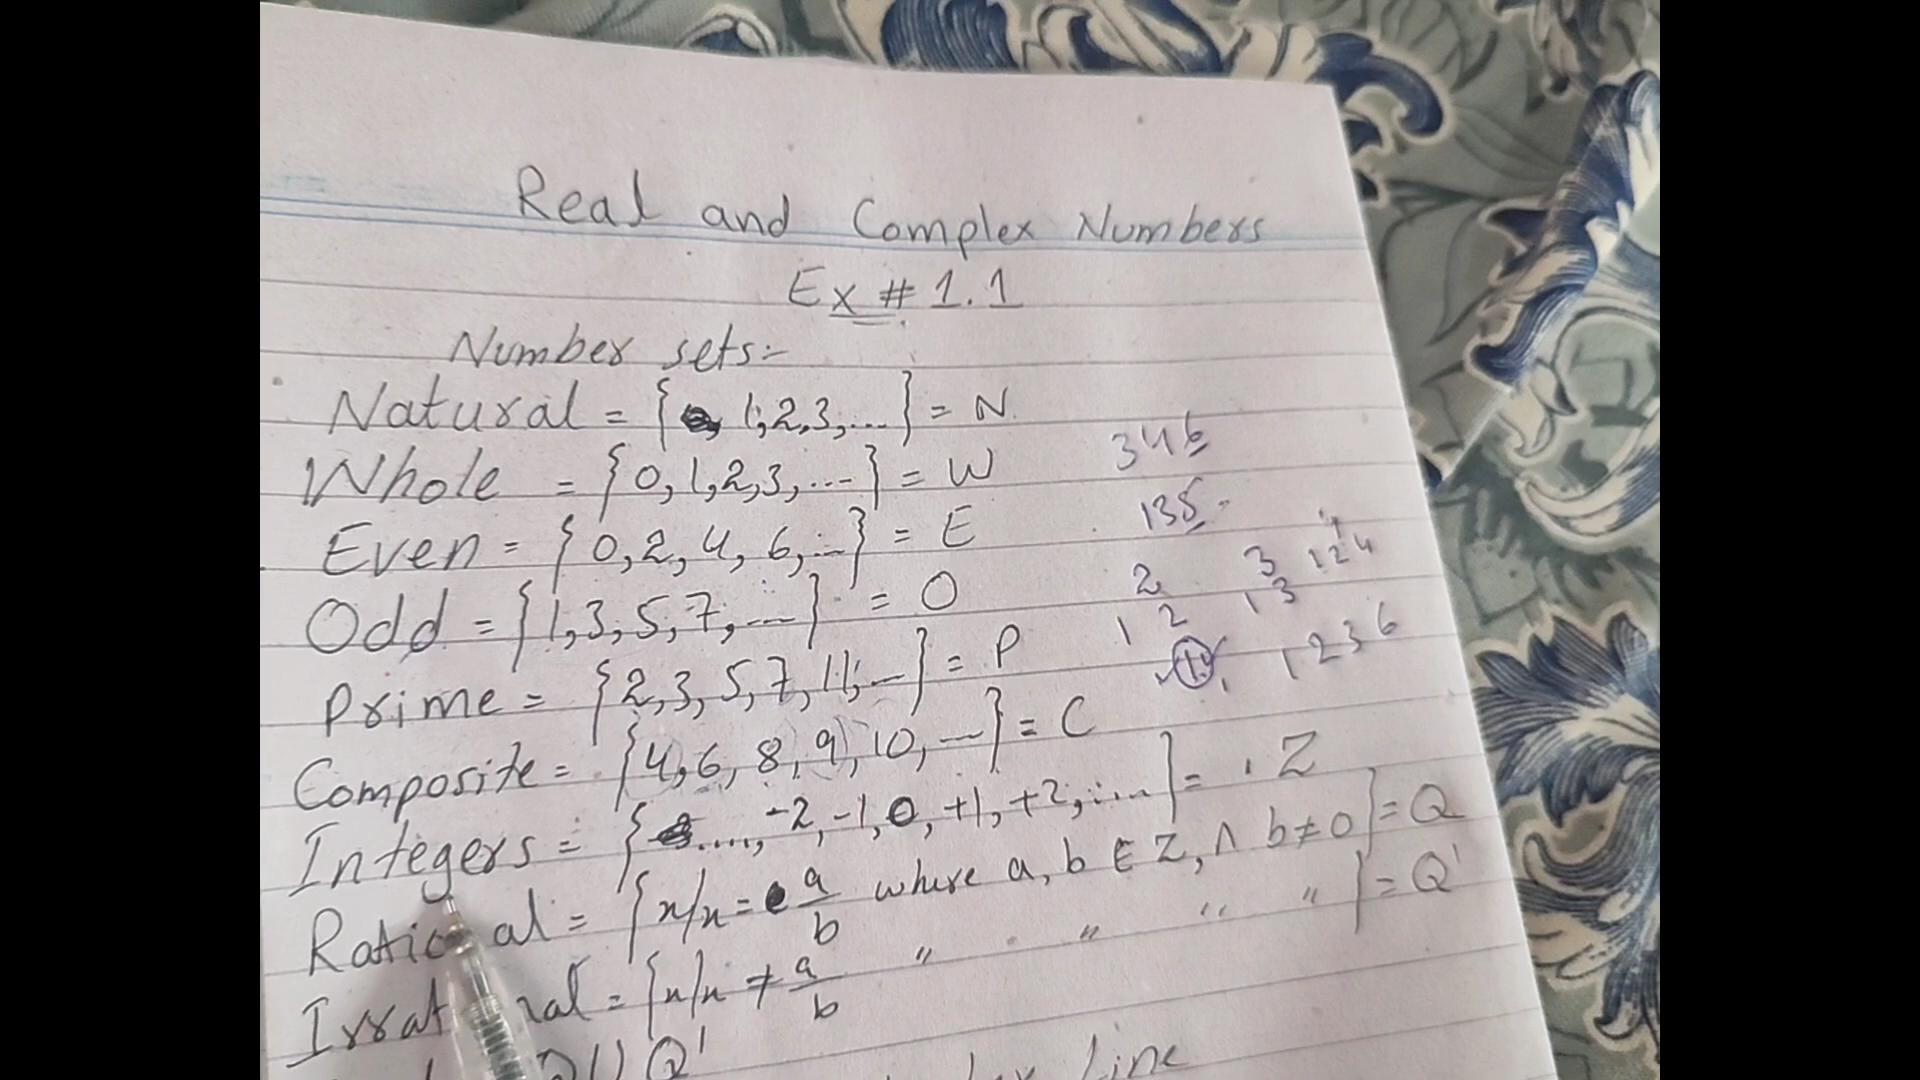 Real and Complex Numbers
Ex # 1.1
Number sets:-
Natural = { 1,2,3,... } = N
Whole = { 0,1,2,3,... } = W
346
Even = { 0,2,4,6,... } = E
135
Odd = { 1,3,5,7,... } = O
2 3 1 2 4
1 2 1 3
Prime = { 2,3,5,7,11,... } = P
1 2 3 6
Composite = { 4,6,8,9,10,... } = C
Integers = { ...., -2,-1,0,+1,+2,.... } = Z
Rational = { x/x = a/b where a,b ∈ Z, ∧ b≠0 } = Q
Irrational = { x/x ≠ a/b " " " " } = Q'
Q U Q'
Line